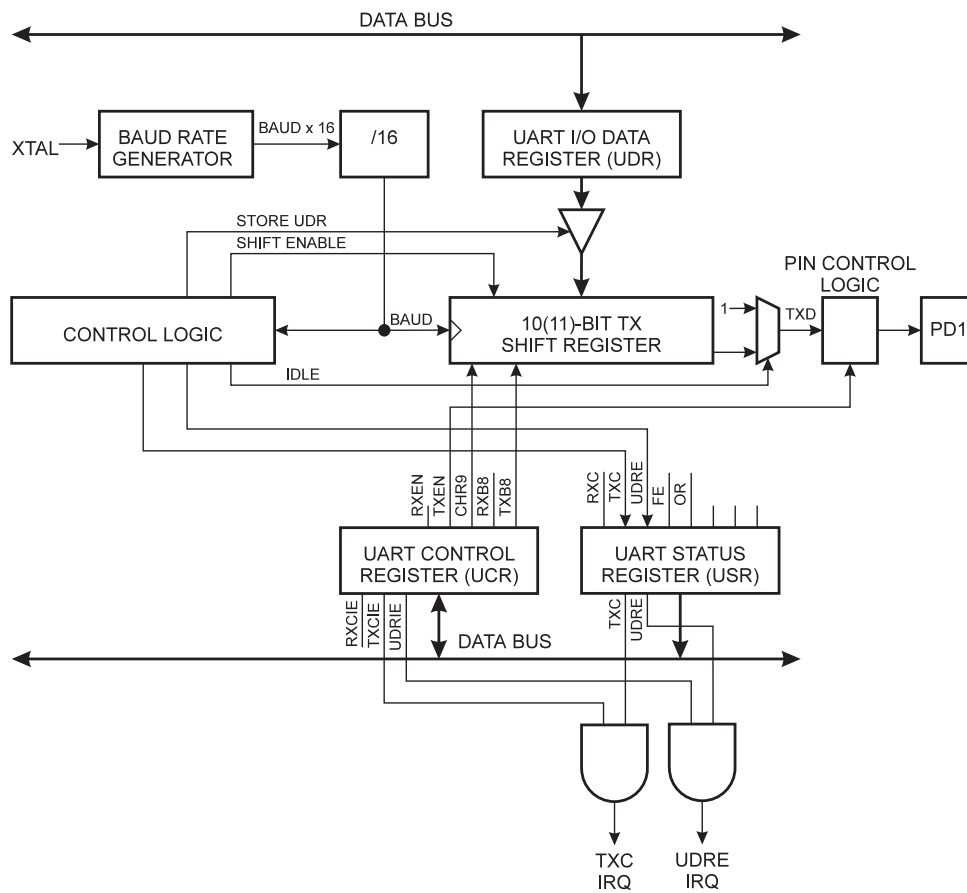 DATA BUS
XTAL
BAUD RATE
GENERATOR
BAUD x 16
/16
UART I/O DATA
REGISTER (UDR)
STORE UDR
SHIFT ENABLE
PIN CONTROL
LOGIC
CONTROL LOGIC
BAUD
10(11)-BIT TX
SHIFT REGISTER
1
TXD
PD1
IDLE
RXEN
TXEN
CHR9
RXB8
TXB8
RXC
TXC
UDRE
FE
OR
UART CONTROL
REGISTER (UCR)
UART STATUS
REGISTER (USR)
RXCIE
TXCIE
UDRIE
TXC
UDRE
DATA BUS
TXC
IRQ
UDRE
IRQ